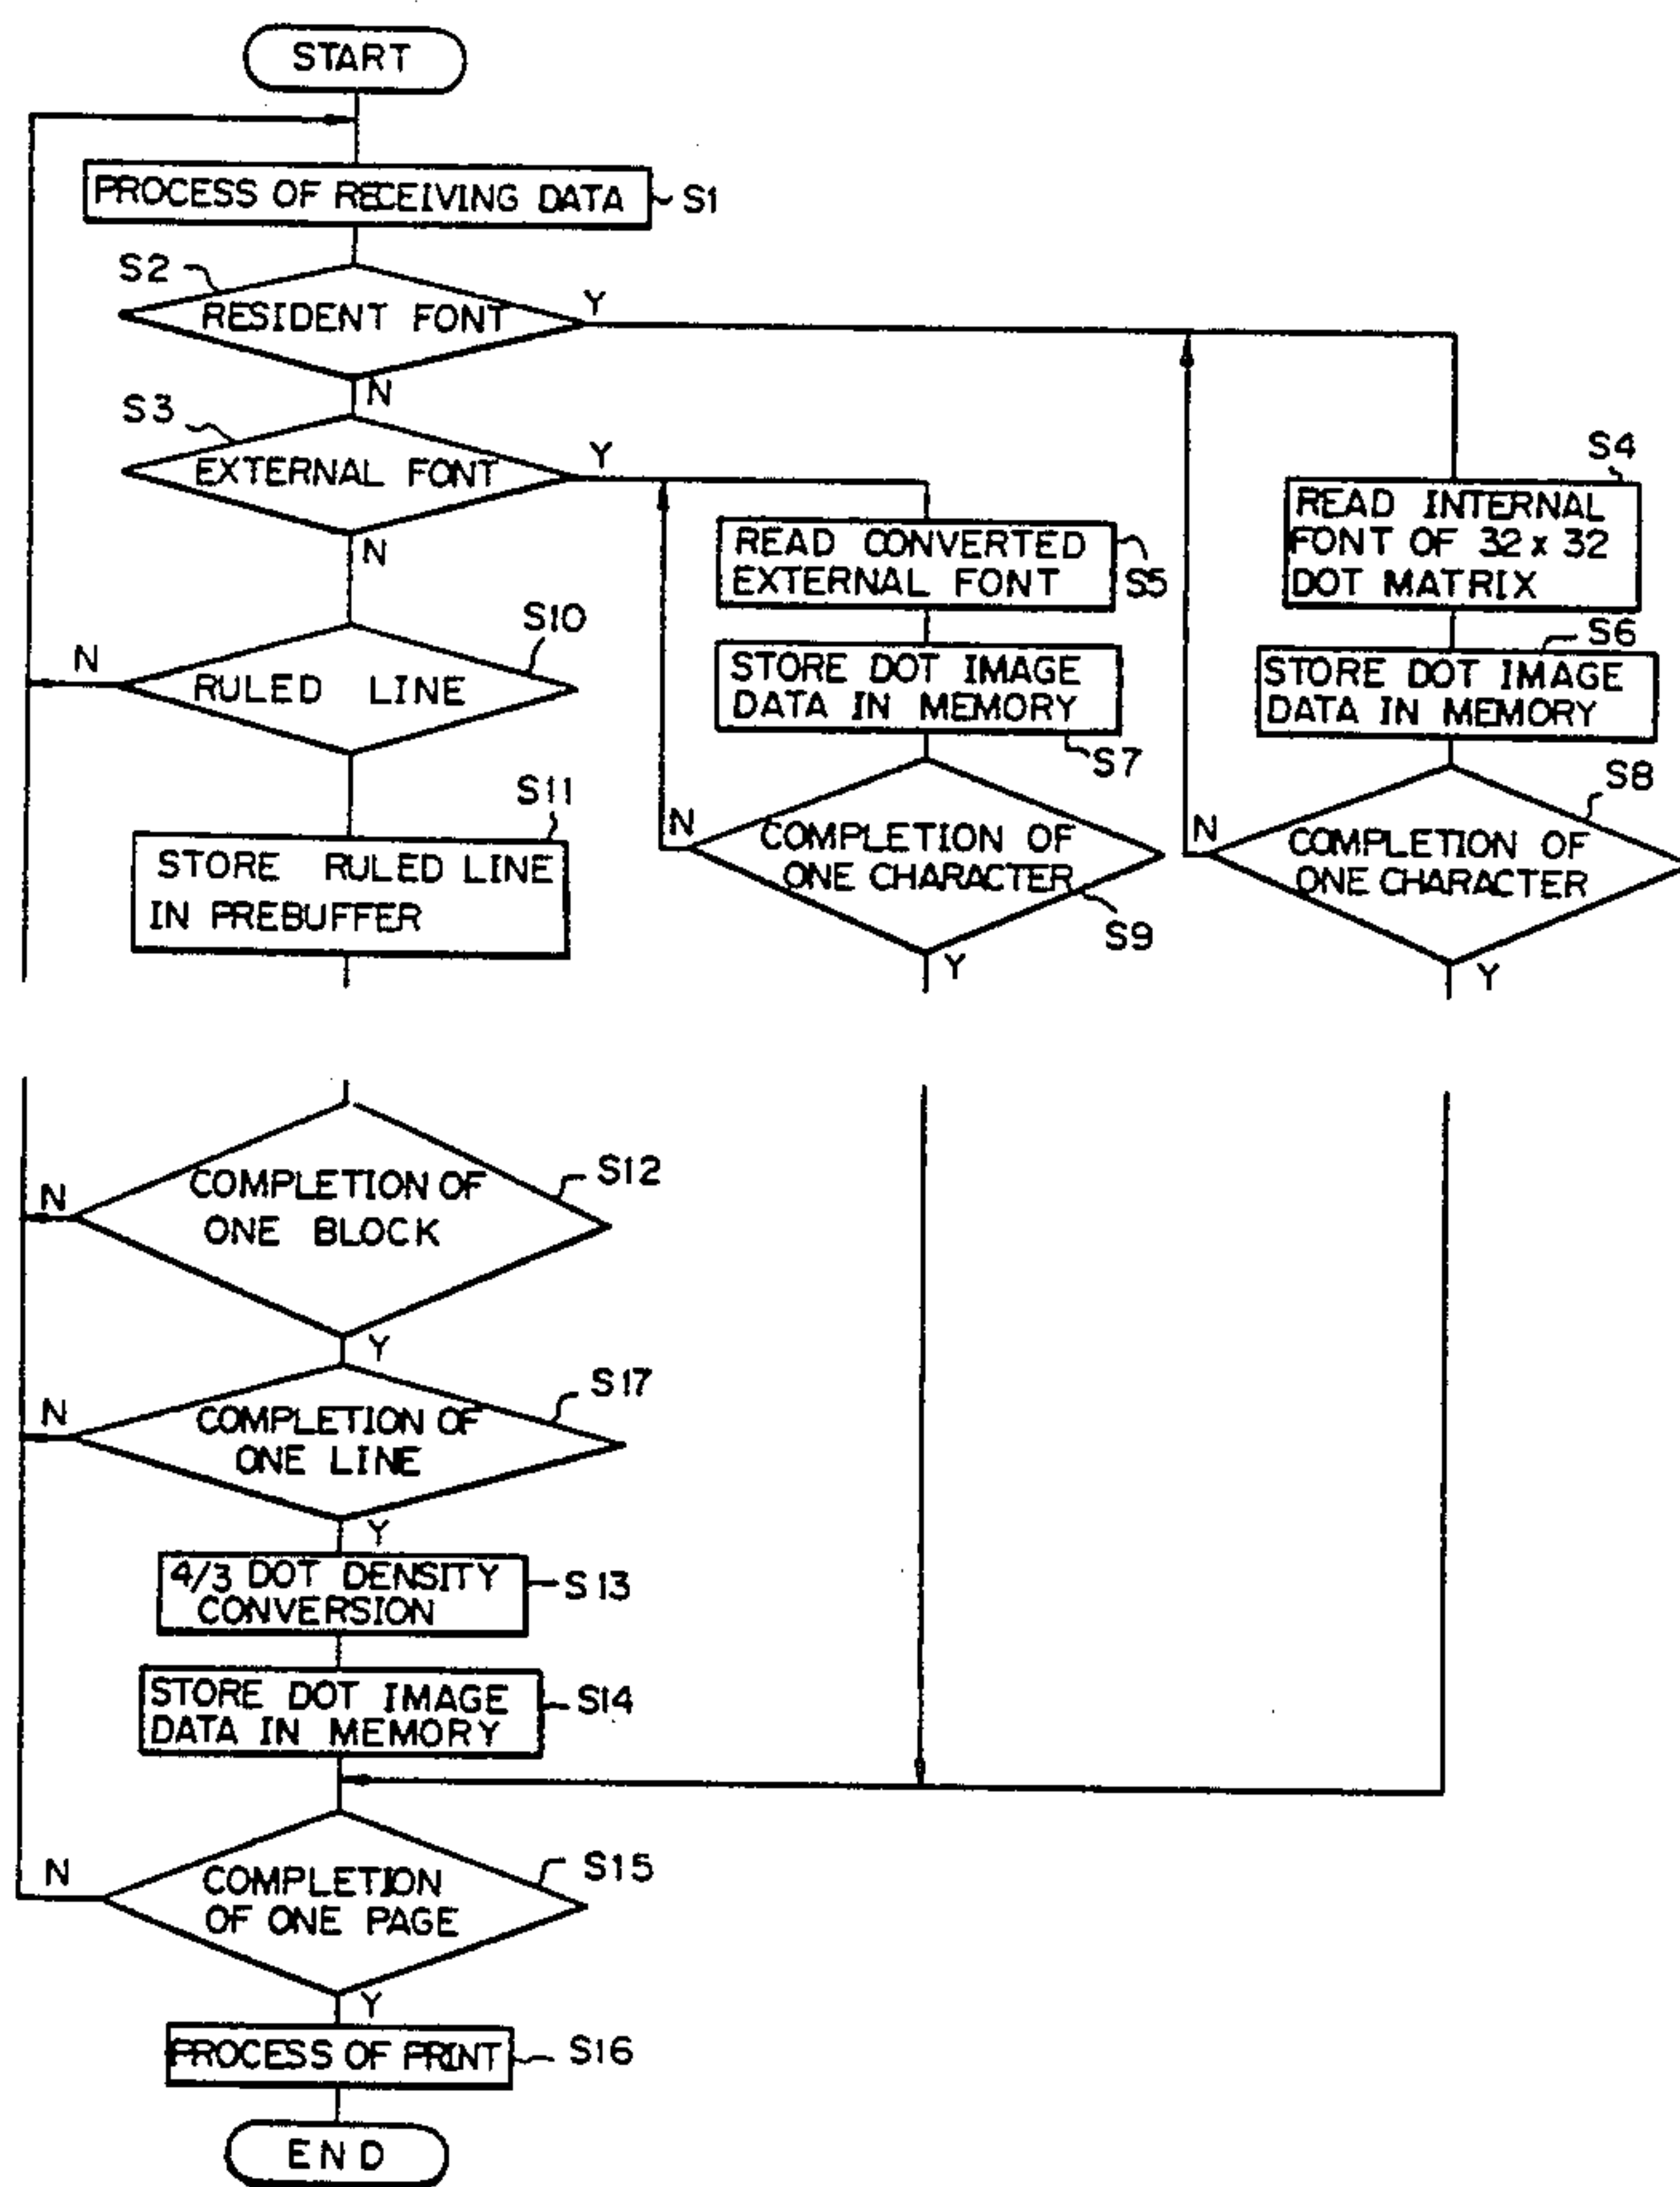 START
PROCESS OF RECEIVING DATA
S1
S2
RESIDENT FONT
Y
N
S3
EXTERNAL FONT
Y
N
S4
READ INTERNAL
FONT OF 32 x 32
DOT MATRIX
READ CONVERTED
EXTERNAL FONT
S5
S10
RULED LINE
N
STORE DOT IMAGE
DATA IN MEMORY
S7
S6
STORE DOT IMAGE
DATA IN MEMORY
S11
STORE RULED LINE
IN PREBUFFER
N
COMPLETION OF
ONE CHARACTER
S9
Y
S8
N
COMPLETION OF
ONE CHARACTER
Y
S12
N
COMPLETION OF
ONE BLOCK
Y
S17
N
COMPLETION OF
ONE LINE
Y
4/3 DOT DENSITY
CONVERSION
S13
STORE DOT IMAGE
DATA IN MEMORY
S14
N
COMPLETION
OF ONE PAGE
S15
Y
PROCESS OF PRINT
S16
END